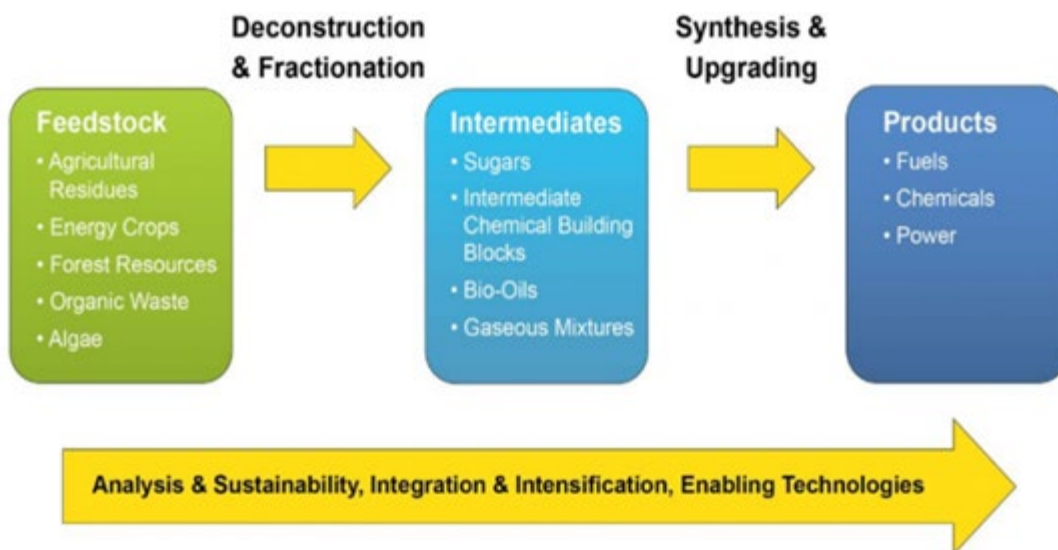 Deconstruction
& Fractionation
Synthesis &
Upgrading
Feedstock
• Agricultural
Residues
• Energy Crops
• Forest Resources
• Organic Waste
• Algae
Intermediates
• Sugars
• Intermediate
Chemical Building
Blocks
• Bio-Oils
• Gaseous Mixtures
Products
• Fuels
• Chemicals
• Power
Analysis & Sustainability, Integration & Intensification, Enabling Technologies